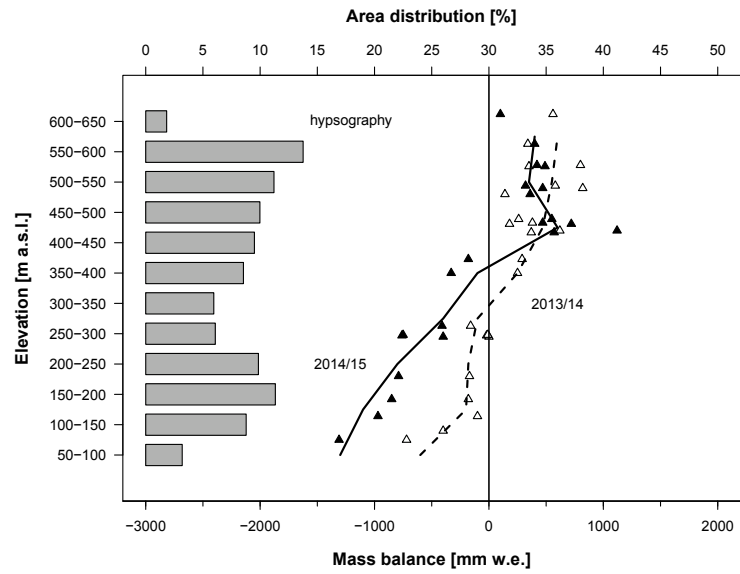 Area distribution [%]
0 5 10 15 20 25 30 35 40 45 50
Elevation [m a.s.l.]
600−650
550−600
500−550
450−500
400−450
350−400
300−350
250−300
200−250
150−200
100−150
50−100
hypsography
2013/14
2014/15
−3000 −2000 −1000 0 1000 2000
Mass balance [mm w.e.]